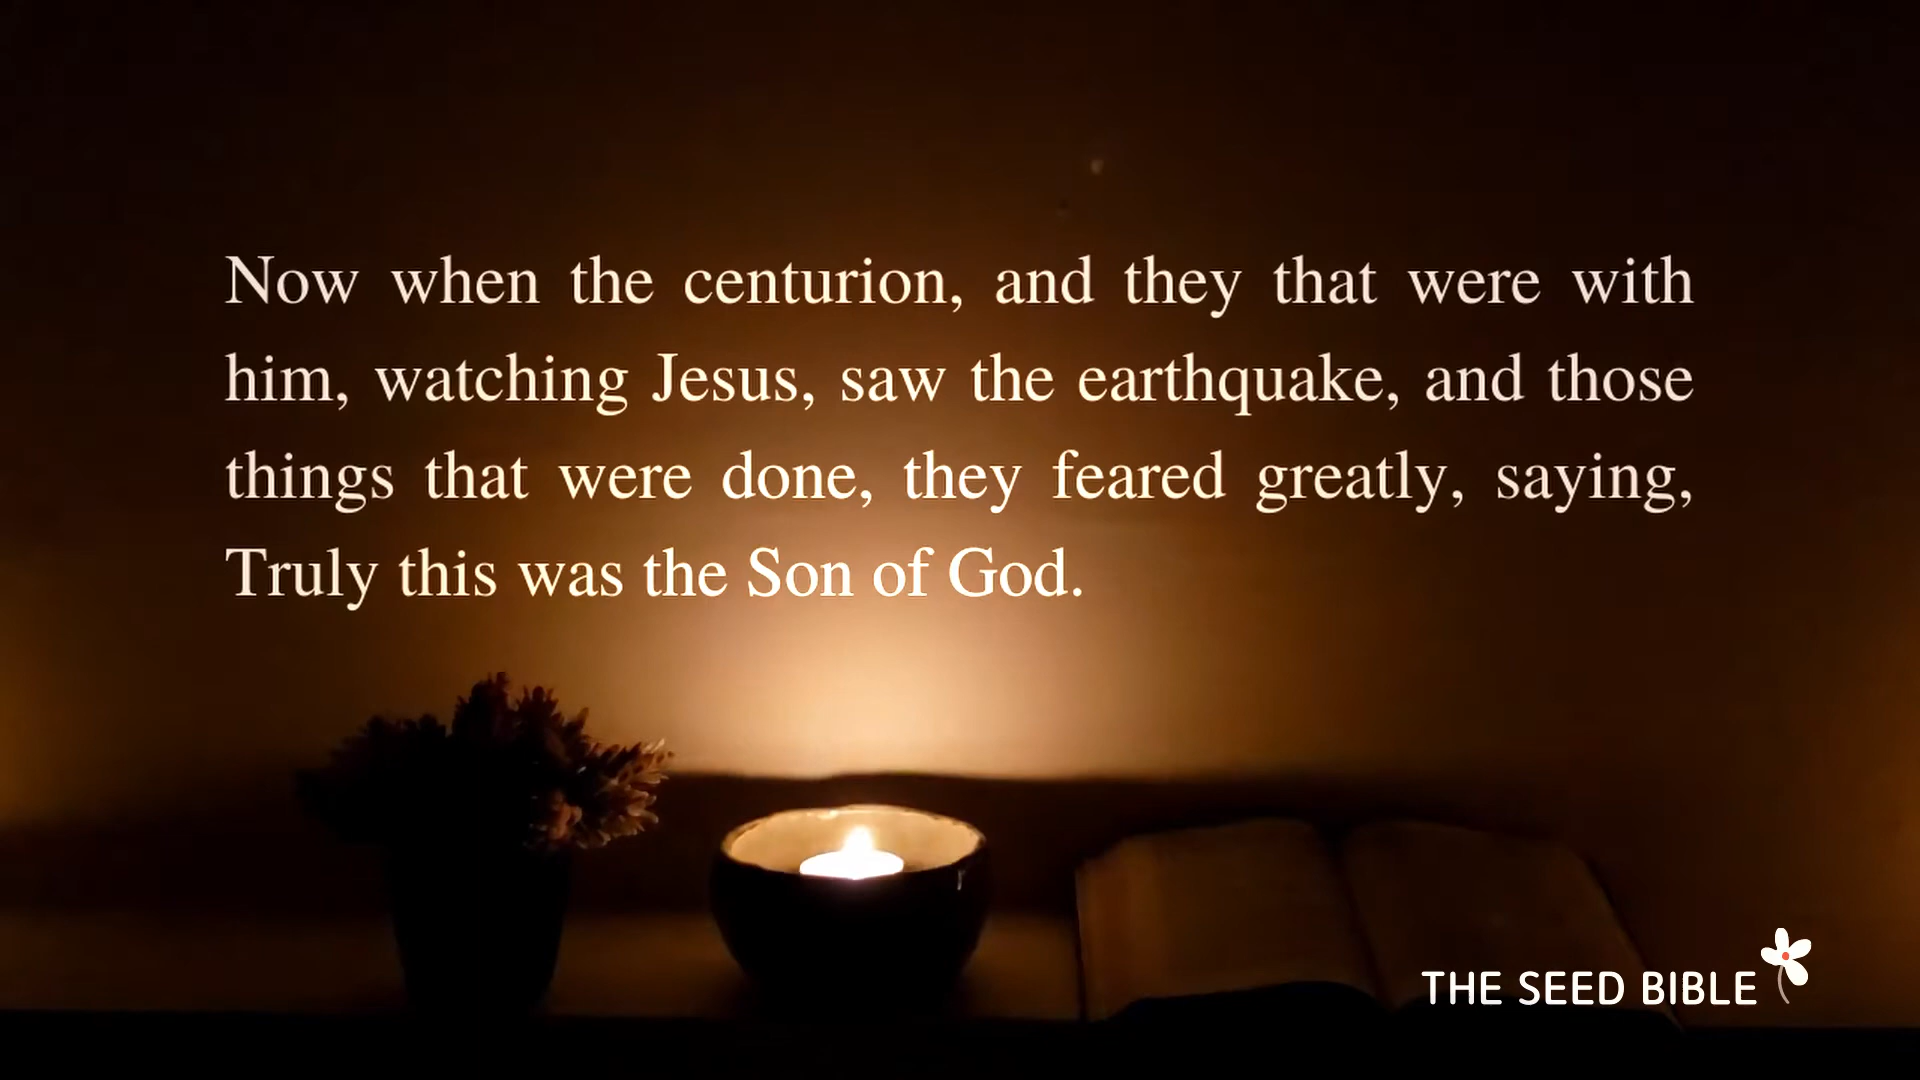 Now when the centurion, and they that were with
him, watching Jesus, saw the earthquake, and those
things that were done, they feared greatly, saying,
Truly this was the Son of God.
THE SEED BIBLE